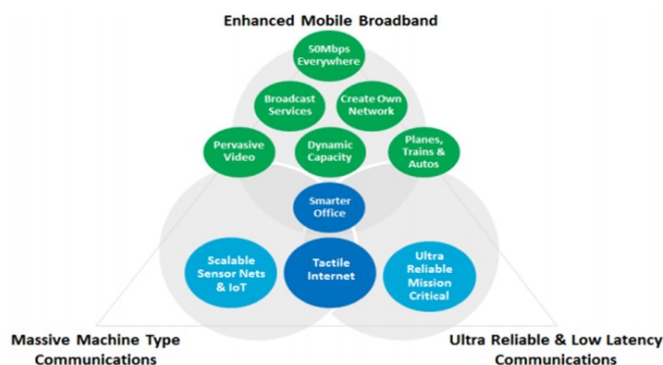 Enhanced Mobile Broadband
50Mbps
Everywhere
Broadcast
Services
Create Own
Network
Pervasive
Video
Dynamic
Capacity
Planes,
Trains &
Autos
Smarter
Office
Scalable
Sensor Nets
& IoT
Tactile
Internet
Ultra
Reliable
Mission
Critical
Massive Machine Type
Communications
Ultra Reliable & Low Latency
Communications